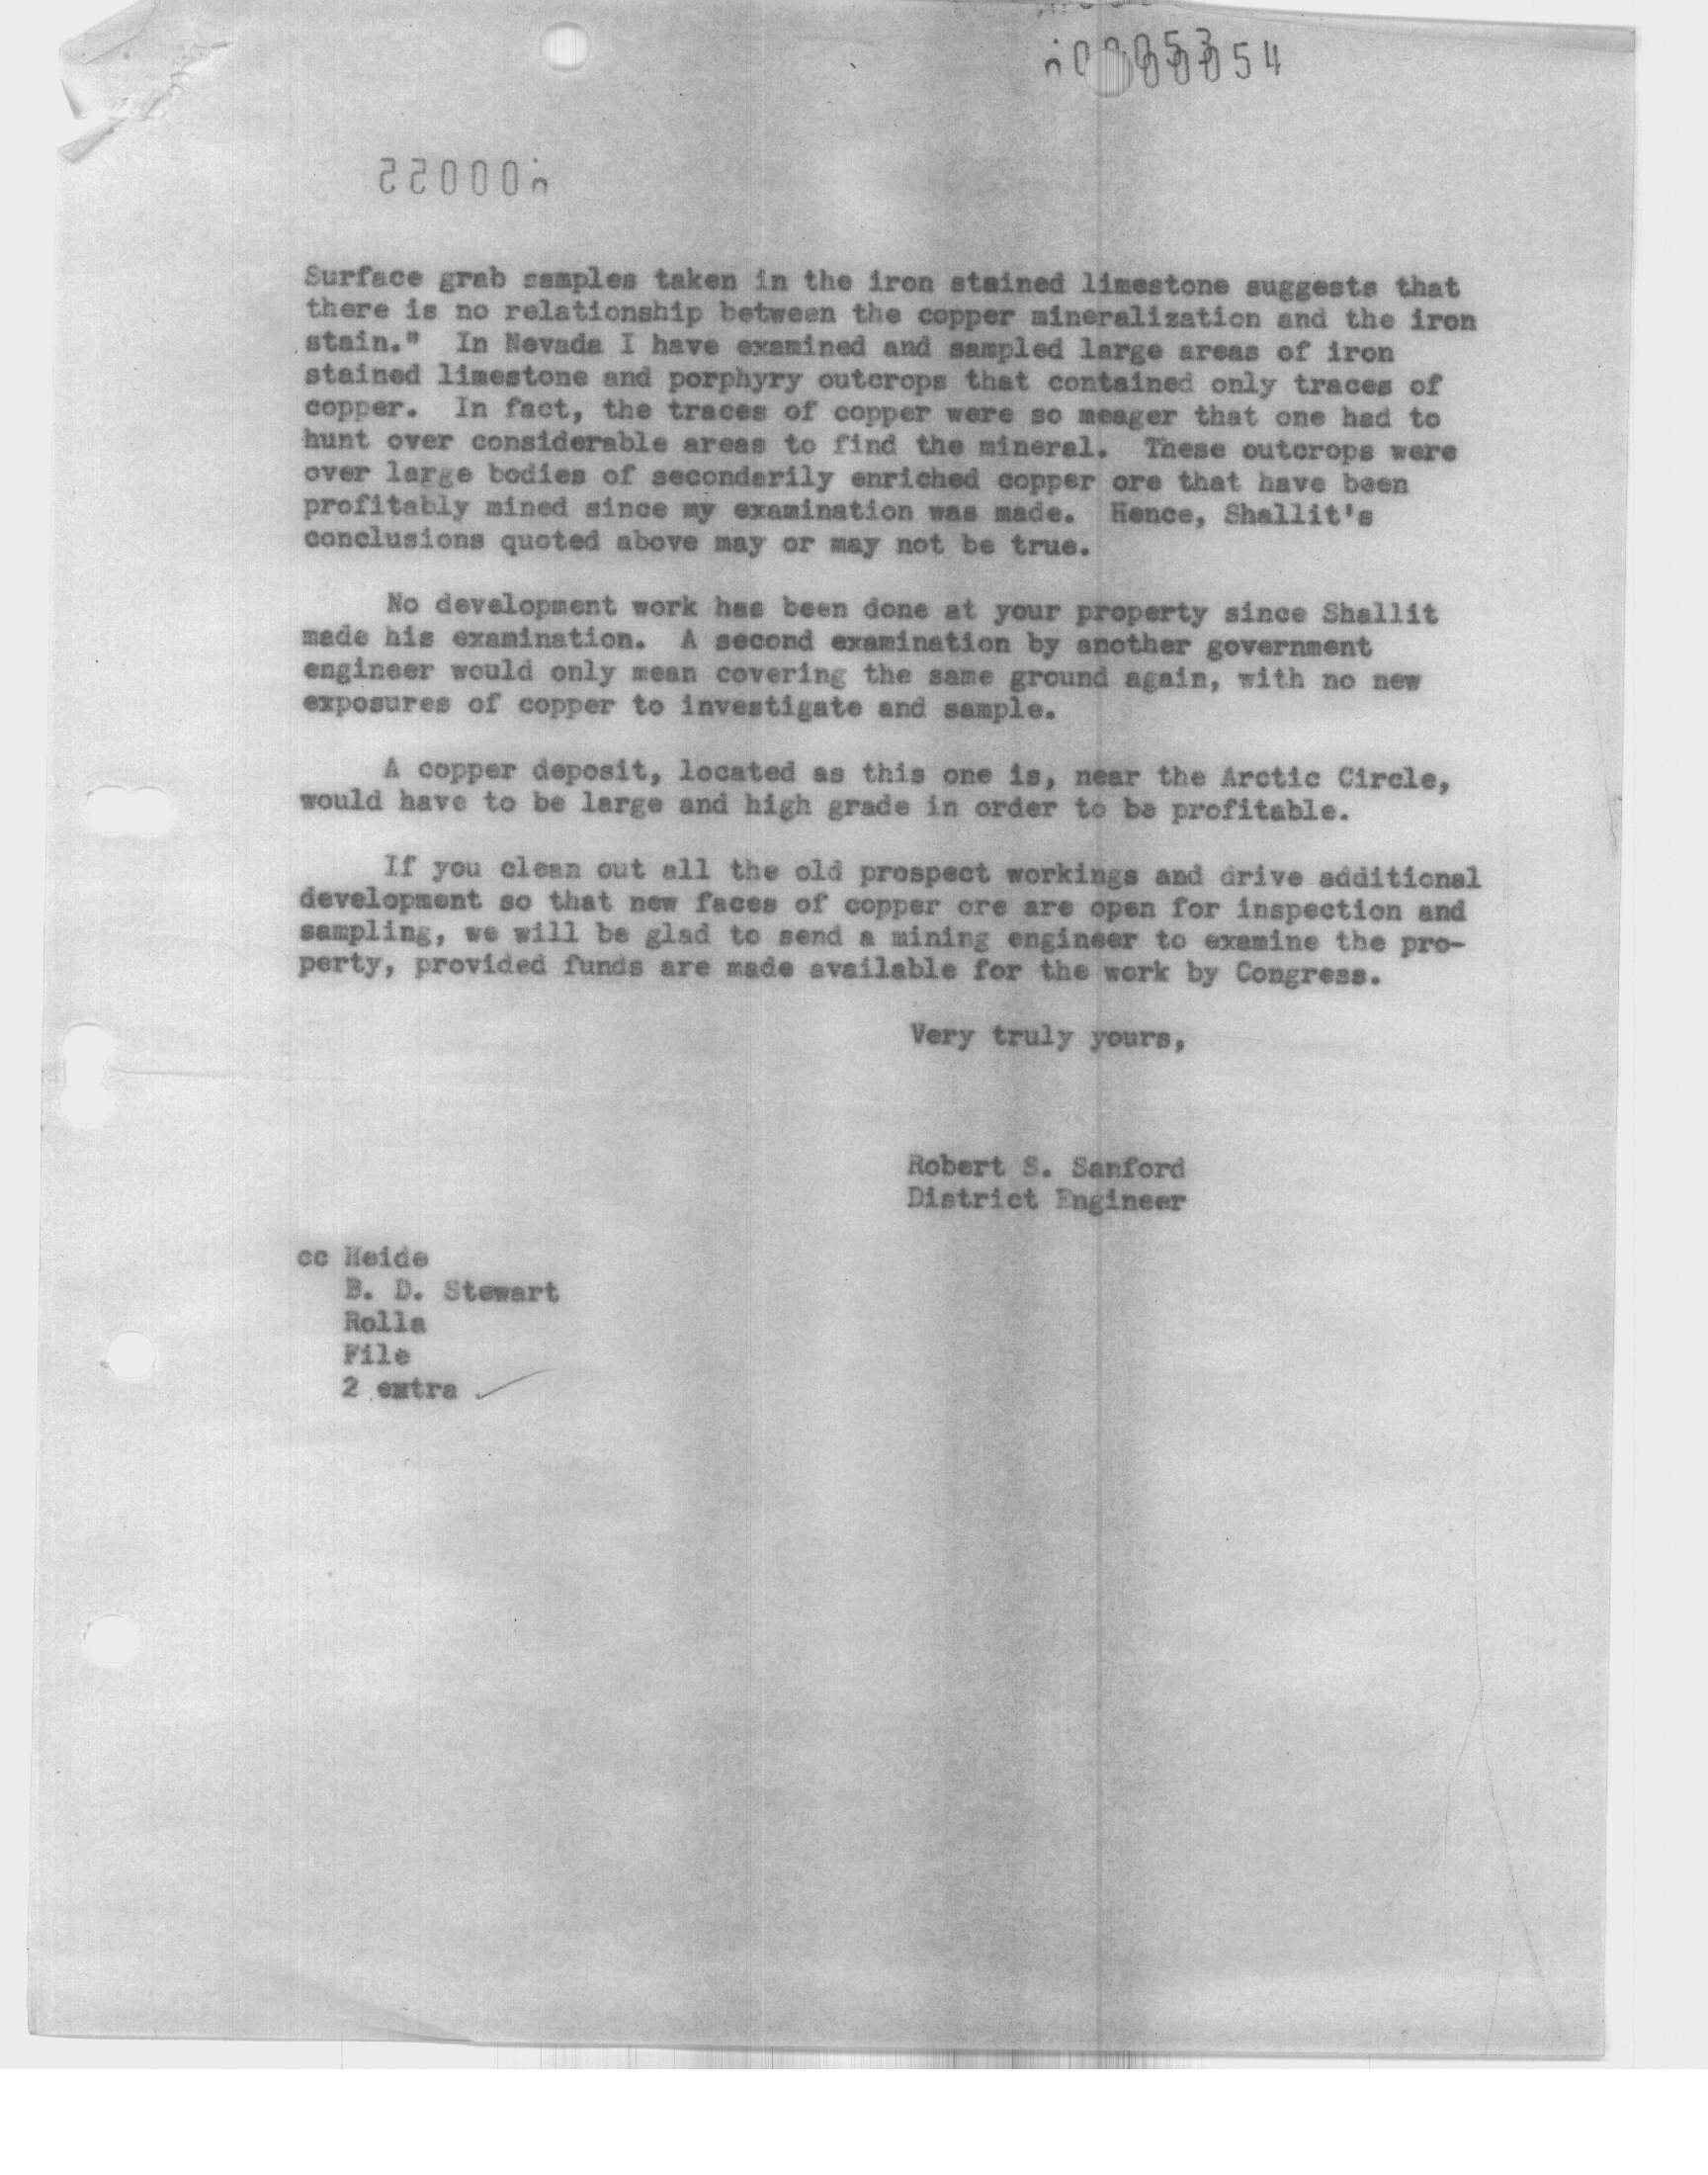 000054
55000
Surface grab samples taken in the iron stained limestone suggests that
there is no relationship between the copper mineralization and the iron
stain." In Nevada I have examined and sampled large areas of iron
stained limestone and porphyry outcrops that contained only traces of
copper. In fact, the traces of copper were so meager that one had to
hunt over considerable areas to find the mineral. These outcrops were
over large bodies of secondarily enriched copper ore that have been
profitably mined since my examination was made. Hence, Shallit's
conclusions quoted above may or may not be true.
No development work has been done at your property since Shallit
made his examination. A second examination by another government
engineer would only mean covering the same ground again, with no new
exposures of copper to investigate and sample.
A copper deposit, located as this one is, near the Arctic Circle,
would have to be large and high grade in order to be profitable.
If you clean out all the old prospect workings and drive additional
development so that new faces of copper ore are open for inspection and
sampling, we will be glad to send a mining engineer to examine the pro-
perty, provided funds are made available for the work by Congress.
Very truly yours,
Robert S. Sanford
District Engineer
cc Heide
B. D. Stewart
Rolla
File
2 extra